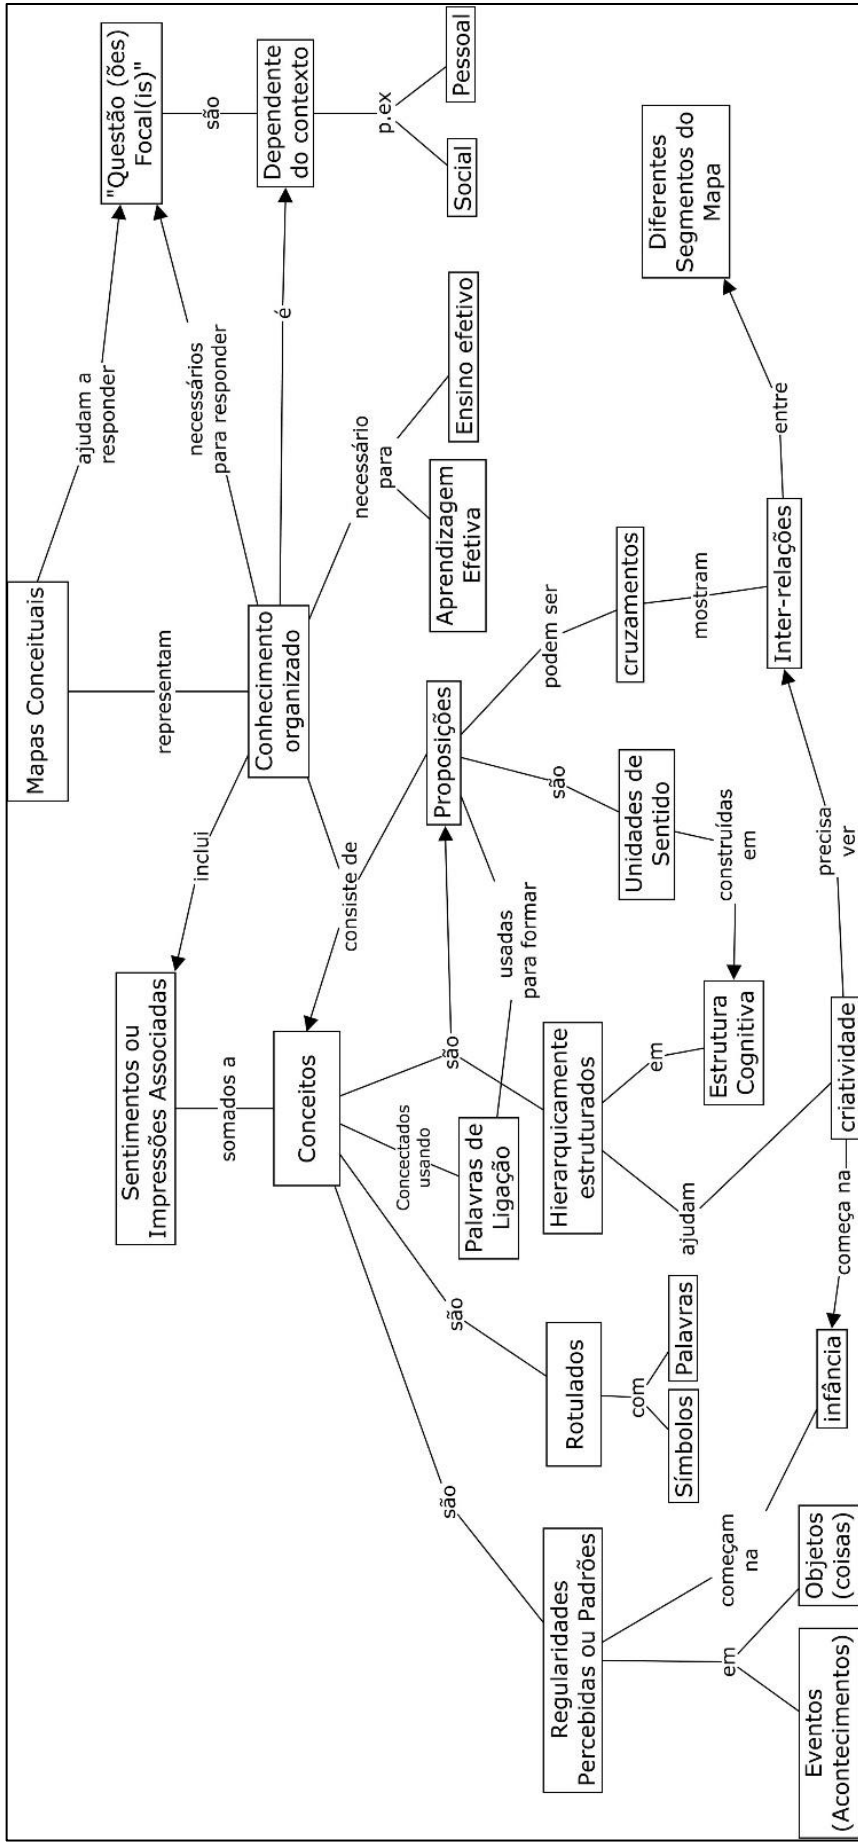 Mapas Conceituais
ajudam a
responder
"Questão (ões
Focal(is)"
representam
necessários
para responder
são
Sentimentos ou
Impressões Associadas
inclui
Conhecimento
organizado
é
Dependente
do contexto
somados a
necessário
para
p.ex
consiste de
Conceitos
Aprendizagem
Efetiva
Ensino efetivo
Social
Pessoal
são
são
Concectados
usando
são
Proposições
Palavras de
Ligação
usadas
para formar
são
podem ser
Regularidades
Percebidas ou Padrões
Rotulados
Hierarquicamente
estruturados
Unidades de
Sentido
cruzamentos
Diferentes
Segmentos do
Mapa
com
em
construídas
em
mostram
Símbolos
Palavras
ajudam
Estrutura
Cognitiva
entre
em
começam
na
Inter-relações
precisa
ver
Eventos
(Acontecimentos)
Objetos
(coisas)
infância
começa na
criatividade